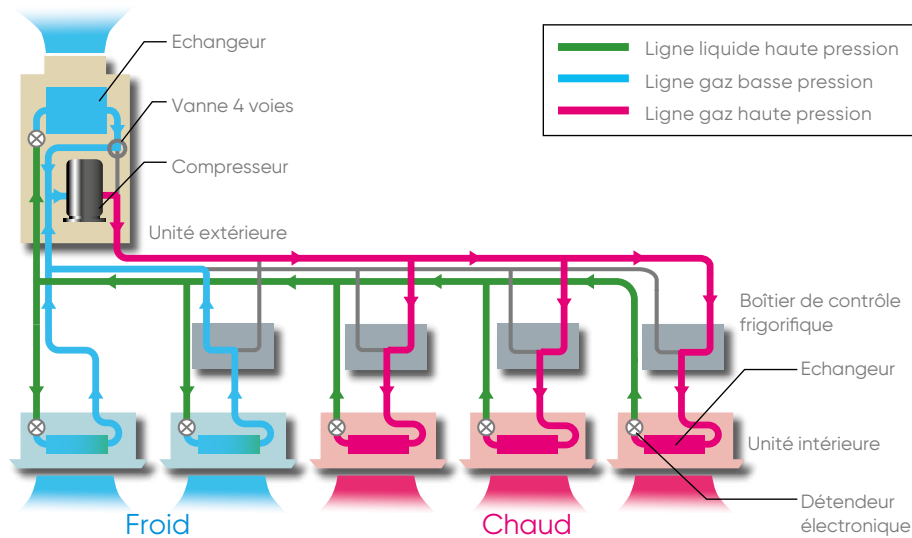 Echangeur
Vanne 4 voies
Compresseur
Unité extérieure
Ligne liquide haute pression
Ligne gaz basse pression
Ligne gaz haute pression
Boîtier de contrôle
frigorifique
Echangeur
Unité intérieure
Détendeur
électronique
Froid
Chaud